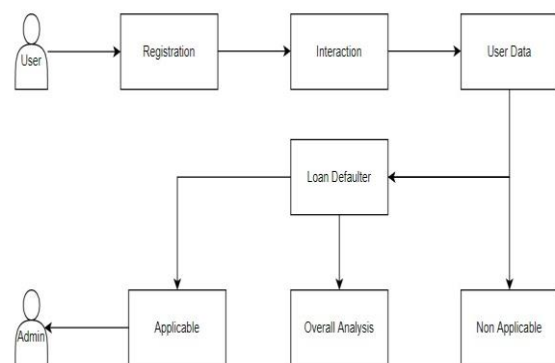 User
Registration
Interaction
User Data
Loan Defaulter
Admin
Applicable
Overall Analysis
Non Applicable